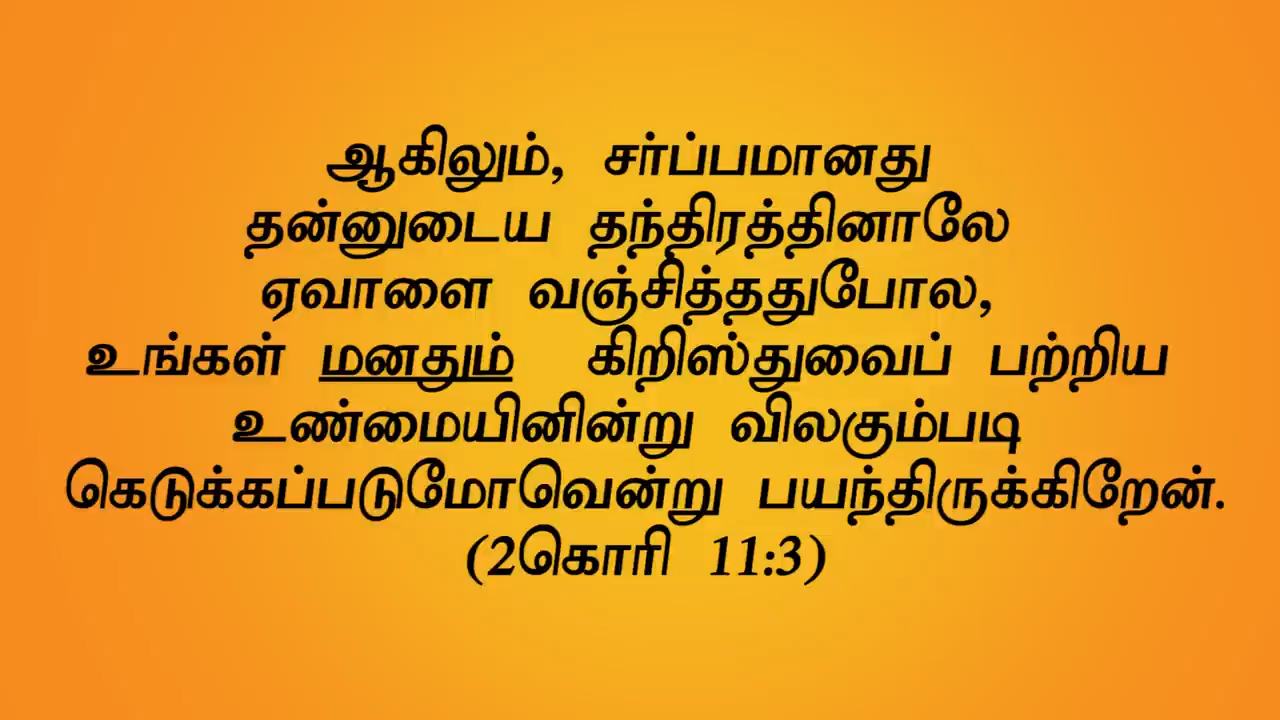 ஆகிலும், சர்ப்பமானது
தன்னுடைய தந்திரத்தினாலே
ஏவாளை வஞ்சித்ததுபோல,
உங்கள் மனதும் கிறிஸ்துவைப் பற்றிய
உண்மையினின்று விலகும்படி
கெடுக்கப்படுமோவென்று பயந்திருக்கிறேன்.
(2கொரி 11:3)